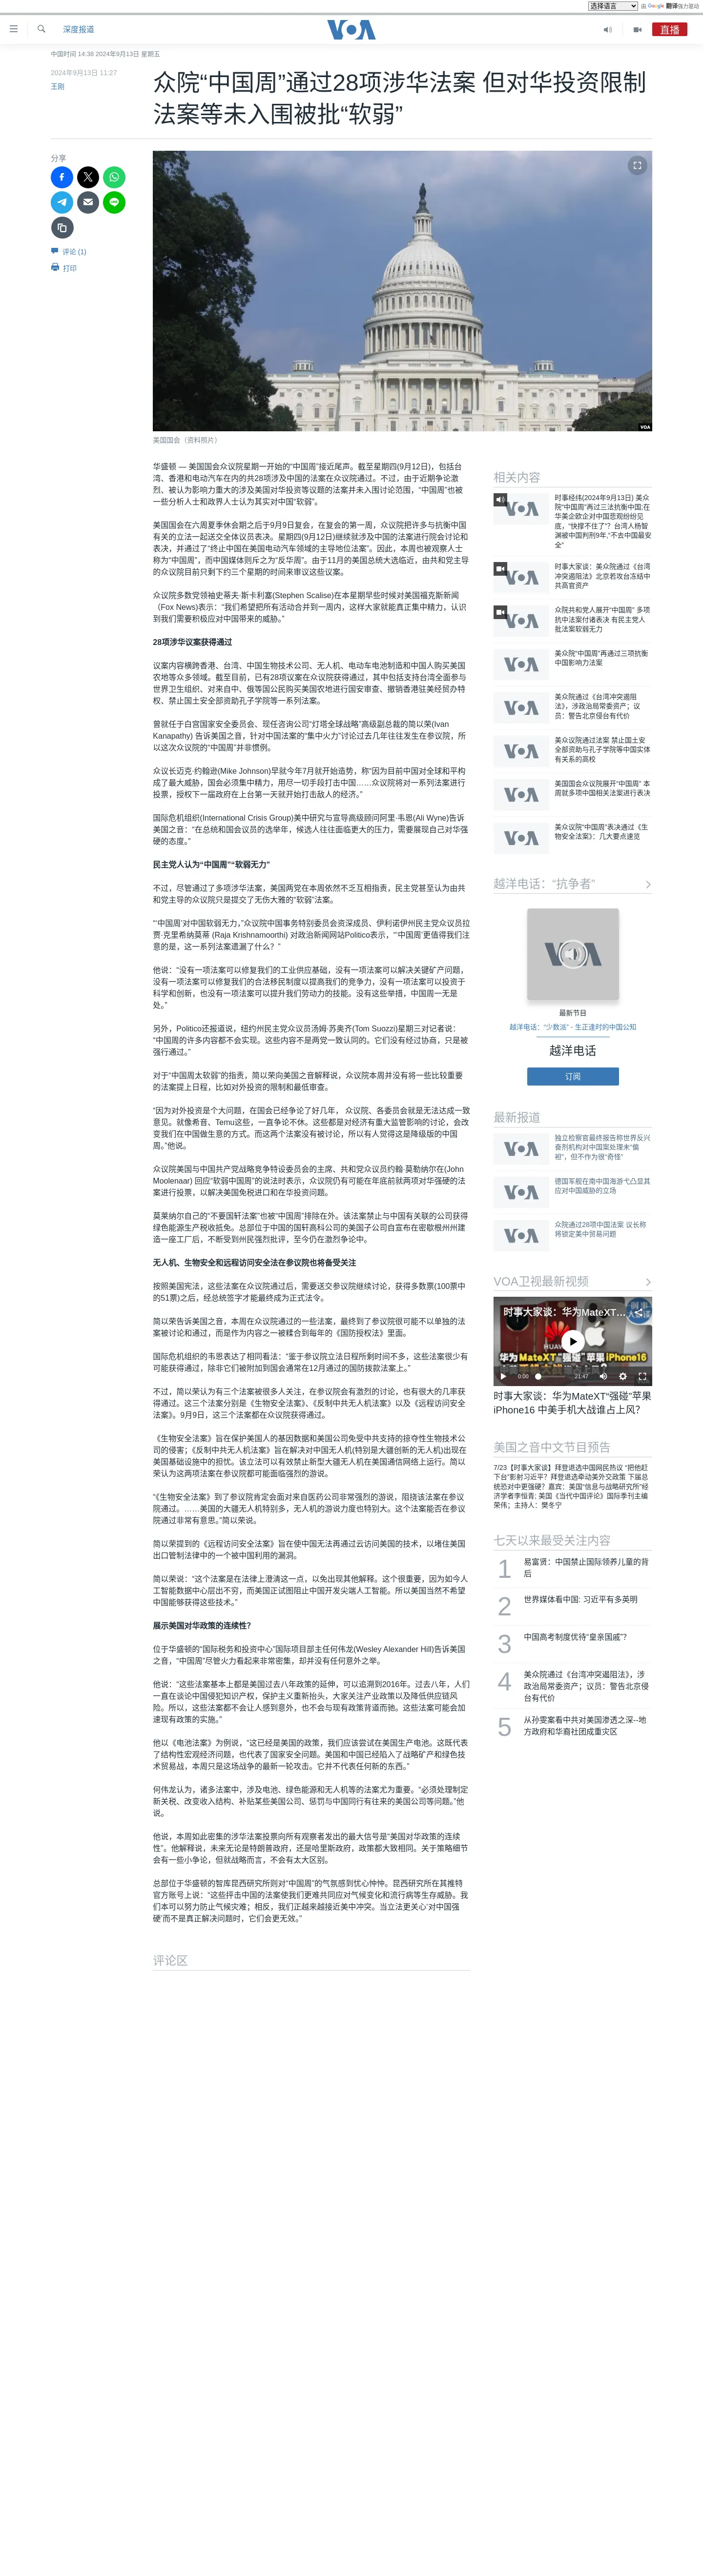 选择语言 由 Google 翻译强力驱动
深度报道
VOA
直播
中国时间 14:38 2024年9月13日 星期五
2024年9月13日 11:27
王刚
众院“中国周”通过28项涉华法案 但对华投资限制
法案等未入围被批“软弱”
分享
评论 (1)
打印
VOA
美国国会（资料照片）
华盛顿 — 美国国会众议院星期一开始的“中国周”接近尾声。截至星期四(9月12日)，包括台
湾、香港和电动汽车在内的共28项涉及中国的法案在众议院通过。不过，由于近期争论激
烈、被认为影响力重大的涉及美国对华投资等议题的法案并未入围讨论范围，“中国周”也被
一些分析人士和政界人士认为其实对中国“软弱”。
美国国会在六周夏季休会期之后于9月9日复会，在复会的第一周，众议院把许多与抗衡中国
有关的立法一起送交全体议员表决。星期四(9月12日)继续就涉及中国的法案进行院会讨论和
表决，并通过了“终止中国在美国电动汽车领域的主导地位法案”。因此，本周也被观察人士
称为“中国周”，而中国媒体则斥之为“反华周”。由于11月的美国总统大选临近，由共和党主导
的众议院目前只剩下约三个星期的时间来审议这些议案。
众议院多数党领袖史蒂夫·斯卡利塞(Stephen Scalise)在本星期早些时候对美国福克斯新闻
（Fox News)表示：“我们希望把所有活动合并到一周内，这样大家就能真正集中精力，认识
到我们需要积极应对中国带来的威胁。”
28项涉华议案获得通过
议案内容横跨香港、台湾、中国生物技术公司、无人机、电动车电池制造和中国人购买美国
农地等众多领域。截至目前，已有28项议案在众议院获得通过，其中包括支持台湾全面参与
世界卫生组织、对来自中、俄等国公民购买美国农地进行国安审查、撤销香港驻美经贸办特
权、禁止国土安全部资助孔子学院等一系列法案。
曾就任于白宫国家安全委员会、现任咨询公司“灯塔全球战略”高级副总裁的简以荣(Ivan
Kanapathy) 告诉美国之音，针对中国法案的“集中火力”讨论过去几年往往发生在参议院，所
以这次众议院的“中国周”并非惯例。
众议长迈克·约翰逊(Mike Johnson)早就今年7月就开始造势，称“因为目前中国对全球和平构
成了最大威胁，国会必须集中精力，用尽一切手段打击中国……众议院将对一系列法案进行
投票，授权下一届政府在上台第一天就开始打击敌人的经济。”
国际危机组织(International Crisis Group)美中研究与宣导高级顾问阿里·韦恩(Ali Wyne)告诉
美国之音：“在总统和国会议员的选举年，候选人往往面临更大的压力，需要展现自己对华强
硬的态度。”
民主党人认为“中国周”“软弱无力”
不过，尽管通过了多项涉华法案，美国两党在本周依然不乏互相指责，民主党甚至认为由共
和党主导的众议院只是提交了无伤大雅的“软弱”法案。
“‘中国周’对中国软弱无力，”众议院中国事务特别委员会资深成员、伊利诺伊州民主党众议员拉
贾·克里希纳莫蒂 (Raja Krishnamoorthi) 对政治新闻网站Politico表示，“‘中国周’更值得我们注
意的是，这一系列法案遗漏了什么？”
他说：“没有一项法案可以修复我们的工业供应基础，没有一项法案可以解决关键矿产问题，
没有一项法案可以修复我们的合法移民制度以提高我们的竞争力，没有一项法案可以投资于
科学和创新，也没有一项法案可以提升我们劳动力的技能。没有这些举措，中国周一无是
处。”
另外，Politico还报道说，纽约州民主党众议员汤姆·苏奥齐(Tom Suozzi)星期三对记者说：
“中国周的许多内容都不会实现。这些内容不是两党一致认同的。它们没有经过协商，只是被
强行通过。”
对于“中国周太软弱”的指责，简以荣向美国之音解释说，众议院本周并没有将一些比较重要
的法案提上日程，比如对外投资的限制和最低审查。
“因为对外投资是个大问题，在国会已经争论了好几年， 众议院、各委员会就是无法达成一致
意见。就像希音、Temu这些，一直争论不休。这些都是对经济有重大监管影响的讨论，会改
变我们在中国做生意的方式。而这两个法案没有被讨论，所以有人觉得这是降级版的中国
周。”他说。
众议院美国与中国共产党战略竞争特设委员会的主席、共和党众议员约翰·莫勒纳尔在(John
Moolenaar) 回应“软弱中国周”的说法时表示，众议院仍有可能在年底前就两项对华强硬的法
案进行投票，以解决美国免税进口和在华投资问题。
莫莱纳尔自己的“不要国轩法案”也被“中国周”排除在外。该法案禁止与中国有关联的公司获得
绿色能源生产税收抵免。总部位于中国的国轩高科公司的美国子公司自宣布在密歇根州州建
造一座工厂后，不断受到州民强烈批评，至今仍在激烈争论中。
无人机、生物安全和远程访问安全法在参议院也将备受关注
按照美国宪法，这些法案在众议院通过后，需要送交参议院继续讨论，获得多数票(100票中
的51票)之后，经总统签字才能最终成为正式法令。
简以荣告诉美国之音，本周在众议院通过的一些法案，最终到了参议院很可能不以单独的法
案被讨论和通过，而是作为内容之一被糅合到每年的《国防授权法》里面。
国际危机组织的韦恩表达了相同看法：“鉴于参议院立法日程所剩时间不多，这些法案很少有
可能获得通过，除非它们被附加到国会通常在12月通过的国防拨款法案上。”
不过，简以荣认为有三个法案被很多人关注，在参议院会有激烈的讨论，也有很大的几率获
得通过。这三个法案分别是《生物安全法案》、《反制中共无人机法案》以及《远程访问安全
法案》。9月9日，这三个法案都在众议院获得通过。
《生物安全法案》旨在保护美国人的基因数据和美国公司免受中共支持的掠夺性生物技术公
司的侵害；《反制中共无人机法案》旨在解决对中国无人机(特别是大疆创新的无人机)出现在
美国基础设施中的担忧。该立法可以有效禁止新型大疆无人机在美国通信网络上运行。简以
荣认为这两项法案在参议院都可能面临强烈的游说。
“《生物安全法案》到了参议院肯定会面对来自医药公司非常强烈的游说，阻挠该法案在参议
院通过。……美国的大疆无人机特别多，无人机的游说力度也特别大。这个法案能否在参议
院通过非常有意思。”简以荣说。
简以荣提到的《远程访问安全法案》旨在使中国无法再通过云访问美国的技术，以堵住美国
出口管制法律中的一个被中国利用的漏洞。
简以荣说：“这个法案是在法律上澄清这一点，以免出现其他解释。这个很重要，因为如今人
工智能数据中心层出不穷，而美国正试图阻止中国开发尖端人工智能。所以美国当然不希望
中国能够获得这些技术。”
展示美国对华政策的连续性?
位于华盛顿的“国际税务和投资中心”国际项目部主任何伟龙(Wesley Alexander Hill)告诉美国
之音，“中国周”尽管火力看起来非常密集，却并没有任何意外之举。
他说：“这些法案基本上都是美国过去八年政策的延伸，可以追溯到2016年。过去八年，人们
一直在谈论中国侵犯知识产权，保护主义重新抬头，大家关注产业政策以及降低供应链风
险。所以，这些法案都不会让人感到意外，也不会与现有政策背道而驰。这些法案可能会加
速现有政策的实施。”
他以《电池法案》为例说，“这已经是美国的政策，我们应该尝试在美国生产电池。这既代表
了结构性宏观经济问题，也代表了国家安全问题。美国和中国已经陷入了战略矿产和绿色技
术贸易战，本周只是这场战争的最新一轮攻击。它并不代表任何新的东西。”
何伟龙认为，诸多法案中，涉及电池、绿色能源和无人机等的法案尤为重要。“必须处理制定
新关税、改变收入结构、补贴某些美国公司、惩罚与中国同行有往来的美国公司等问题。”他
说。
他说，本周如此密集的涉华法案投票向所有观察者发出的最大信号是“美国对华政策的连续
性”。他解释说，未来无论是特朗普政府，还是哈里斯政府，政策都大致相同。关于策略细节
会有一些小争论，但就战略而言，不会有太大区别。
总部位于华盛顿的智库昆西研究所则对“中国周”的气氛感到忧心忡忡。昆西研究所在其推特
官方账号上说：“这些抨击中国的法案使我们更难共同应对气候变化和流行病等生存威胁。我
们本可以努力防止气候灾难；相反，我们正越来越接近美中冲突。当立法更关心‘对中国强
硬’而不是真正解决问题时，它们会更无效。”
评论区
相关内容
时事经纬(2024年9月13日) 美众
院“中国周”再过三法抗衡中国;在
华美企欧企对中国悲观纷纷见
底，“快撑不住了”？台湾人杨智
渊被中国判刑9年,“不去中国最安
全”
时事大家谈：美众院通过《台湾
冲突遏阻法》北京若攻台冻结中
共高官资产
众院共和党人展开“中国周” 多项
抗中法案付诸表决 有民主党人
批法案软弱无力
美众院“中国周”再通过三项抗衡
中国影响力法案
美众院通过《台湾冲突遏阻
法》，涉政治局常委资产；议
员：警告北京侵台有代价
美众议院通过法案 禁止国土安
全部资助与孔子学院等中国实体
有关系的高校
美国国会众议院展开“中国周” 本
周就多项中国相关法案进行表决
美众议院“中国周”表决通过《生
物安全法案》：几大要点速览
越洋电话：“抗争者”
最新节目
越洋电话：“少数派” - 生正逢时的中国公知
越洋电话
订阅
最新报道
独立检察官最终报告称世界反兴
奋剂机构对中国案处理未“偏
袒”，但不作为很“奇怪”
德国军舰在南中国海游弋凸显其
应对中国威胁的立场
众院通过28项中国法案 议长称
将锁定美中贸易问题
VOA卫视最新视频
时事大家谈：华为MateXT…
华为MateXT“强碰”苹果iPhone16
0:00
21:47
时事大家谈：华为MateXT“强碰”苹果
iPhone16 中美手机大战谁占上风？
美国之音中文节目预告
7/23【时事大家谈】拜登退选中国网民热议 “把他赶
下台”影射习近平？拜登退选牵动美外交政策 下届总
统恐对中更强硬？嘉宾：美国“信息与战略研究所”经
济学者李恒青; 美国《当代中国评论》国际季刊主编
荣伟；主持人：樊冬宁
七天以来最受关注内容
1 易富贤：中国禁止国际领养儿童的背
后
2 世界媒体看中国: 习近平有多英明
3 中国高考制度优待“皇亲国戚”?
4 美众院通过《台湾冲突遏阻法》，涉
政治局常委资产；议员：警告北京侵
台有代价
5 从孙雯案看中共对美国渗透之深--地
方政府和华裔社团成重灾区